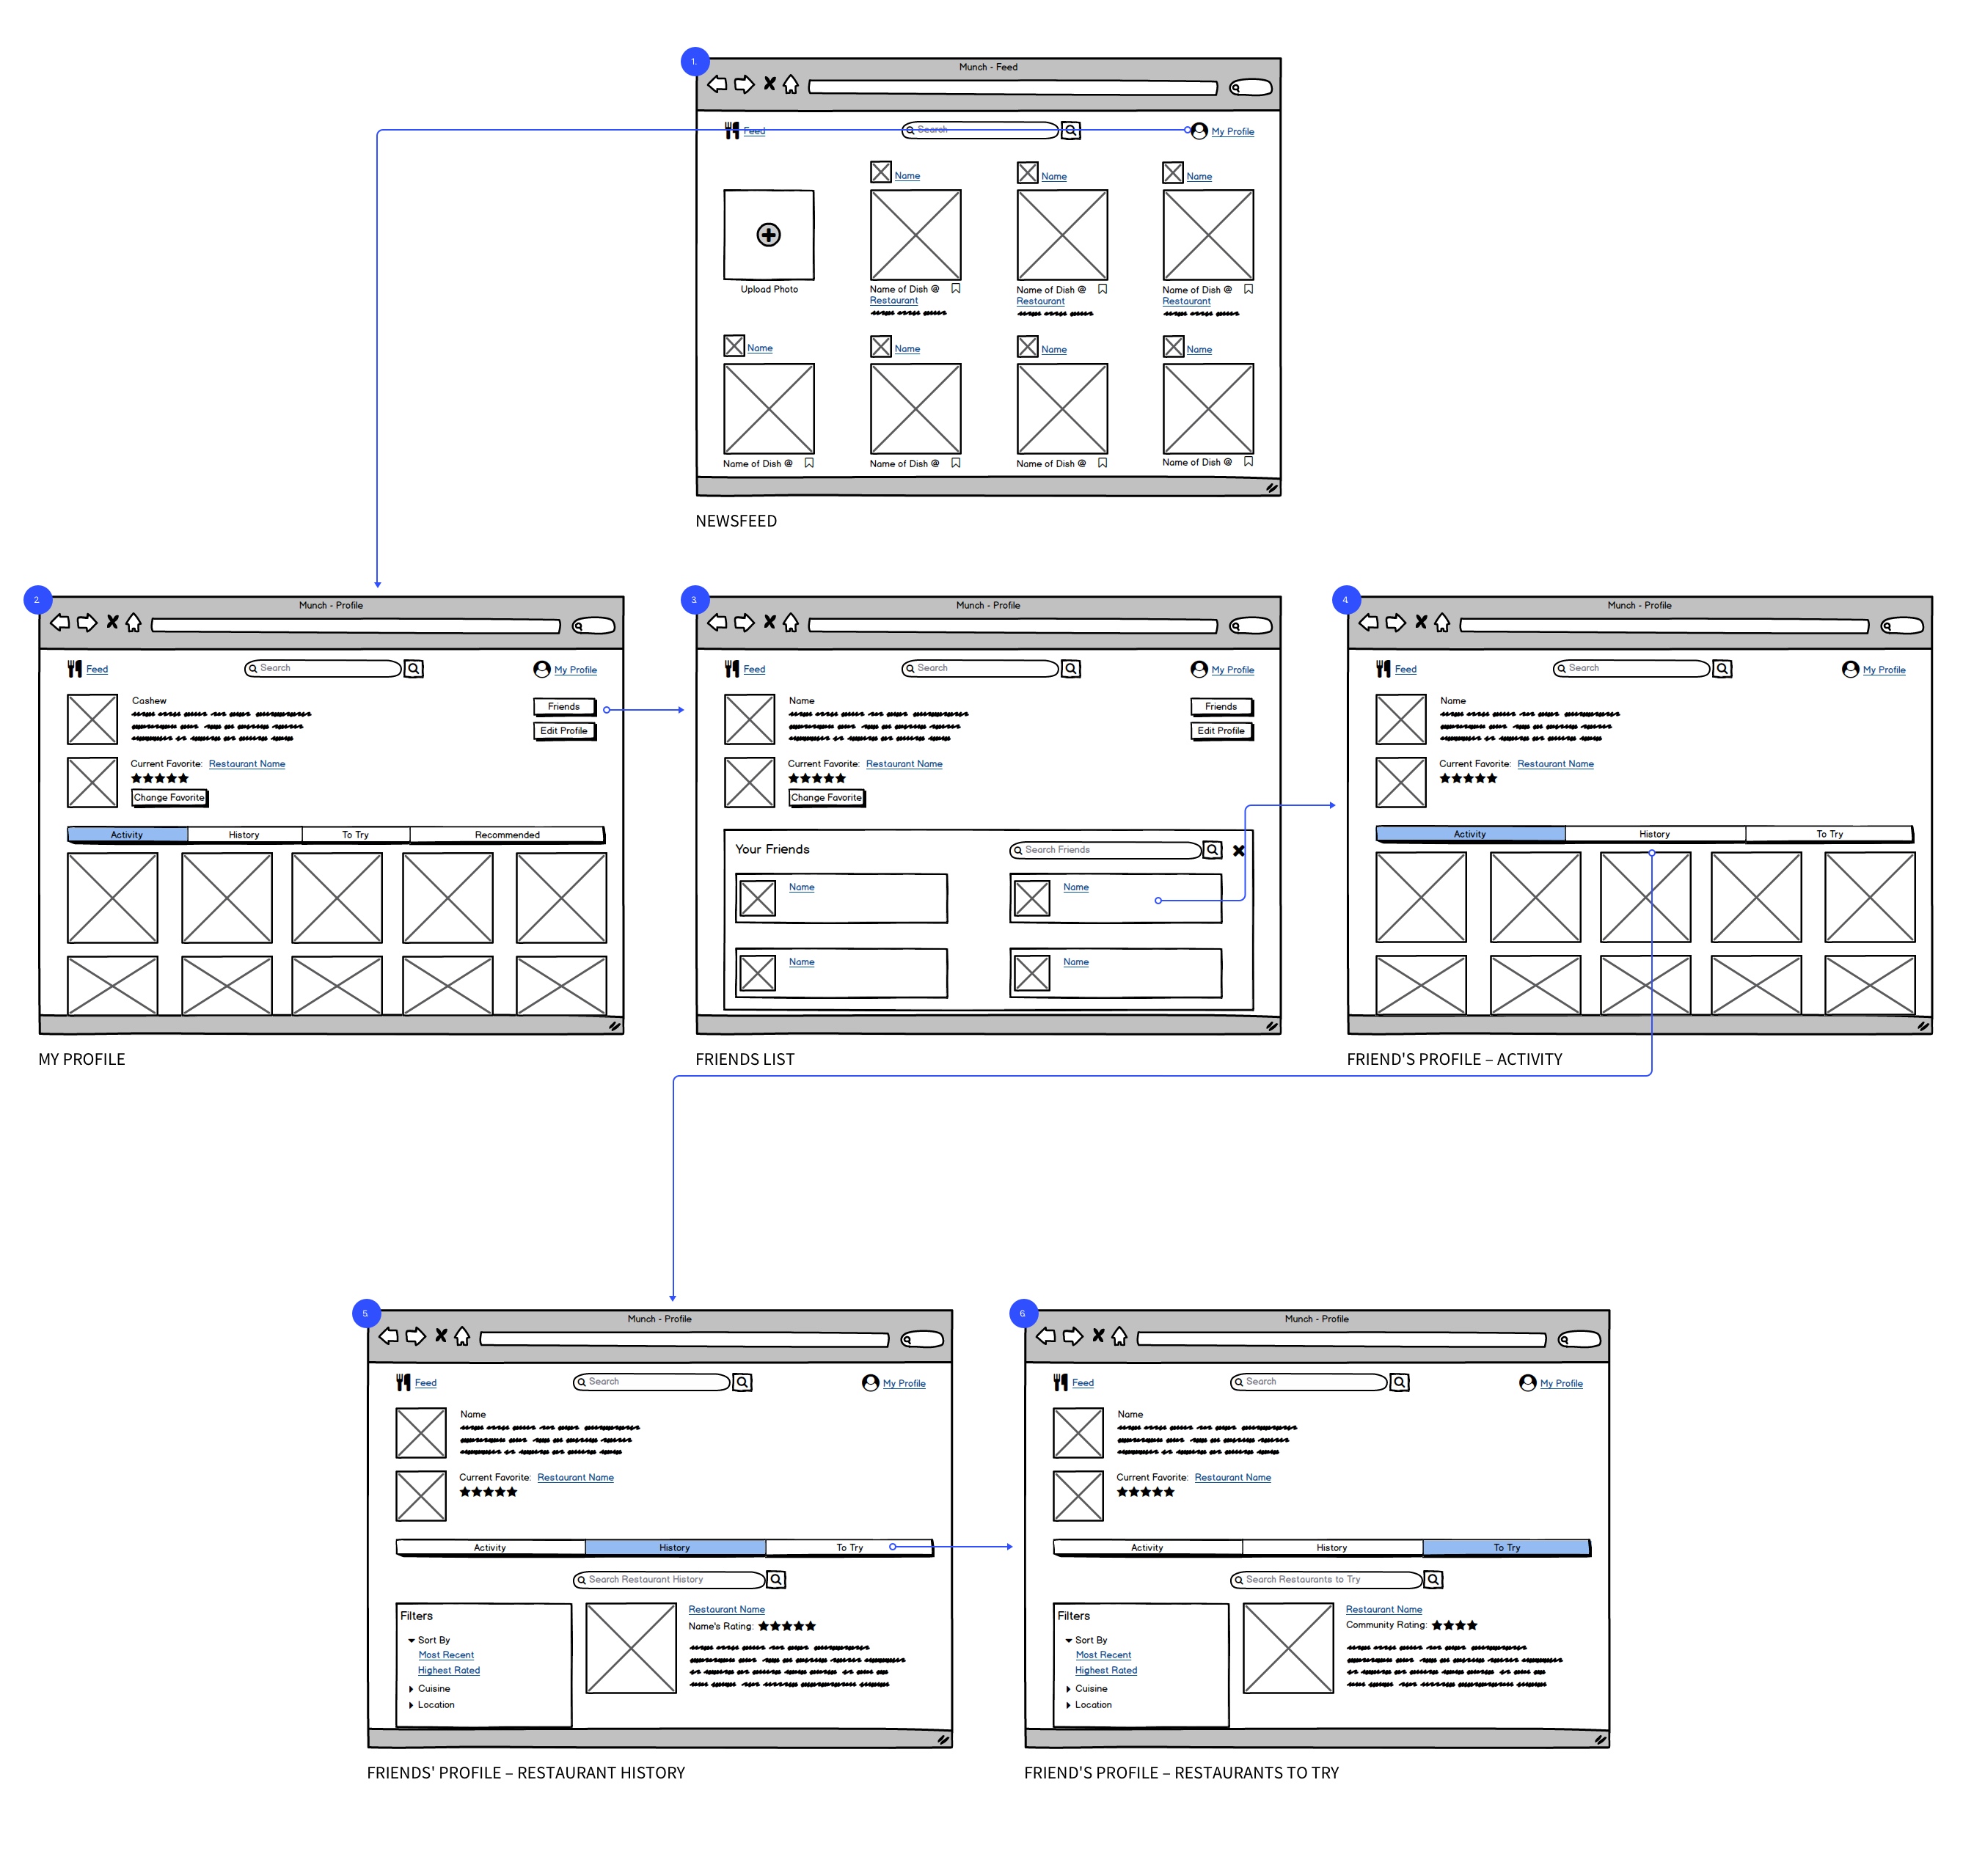 1.
Munch - Feed
Feed
Search
My Profile
Name
Name
Name
Upload Photo
Name of Dish @
Restaurant
Name of Dish @
Restaurant
Name of Dish @
Restaurant
Name
Name
Name
Name
Name of Dish @
Name of Dish @
Name of Dish @
Name of Dish @
NEWSFEED
2.
Munch - Profile
Feed
Search
My Profile
Cashew
Friends
Edit Profile
Current Favorite: Restaurant Name
Change Favorite
Activity History To Try Recommended
MY PROFILE
3.
Munch - Profile
Feed
Search
My Profile
Name
Friends
Edit Profile
Current Favorite: Restaurant Name
Change Favorite
Your Friends
Search Friends
Name
Name
Name
Name
FRIENDS LIST
4.
Munch - Profile
Feed
Search
My Profile
Name
Current Favorite: Restaurant Name
Activity History To Try
FRIEND'S PROFILE – ACTIVITY
5.
Munch - Profile
Feed
Search
My Profile
Name
Current Favorite: Restaurant Name
Activity History To Try
Search Restaurant History
Filters
Sort By
Most Recent
Highest Rated
Cuisine
Location
Restaurant Name
Name's Rating:
FRIENDS' PROFILE – RESTAURANT HISTORY
6.
Munch - Profile
Feed
Search
My Profile
Name
Current Favorite: Restaurant Name
Activity History To Try
Search Restaurants to Try
Filters
Sort By
Most Recent
Highest Rated
Cuisine
Location
Restaurant Name
Community Rating:
FRIEND'S PROFILE – RESTAURANTS TO TRY